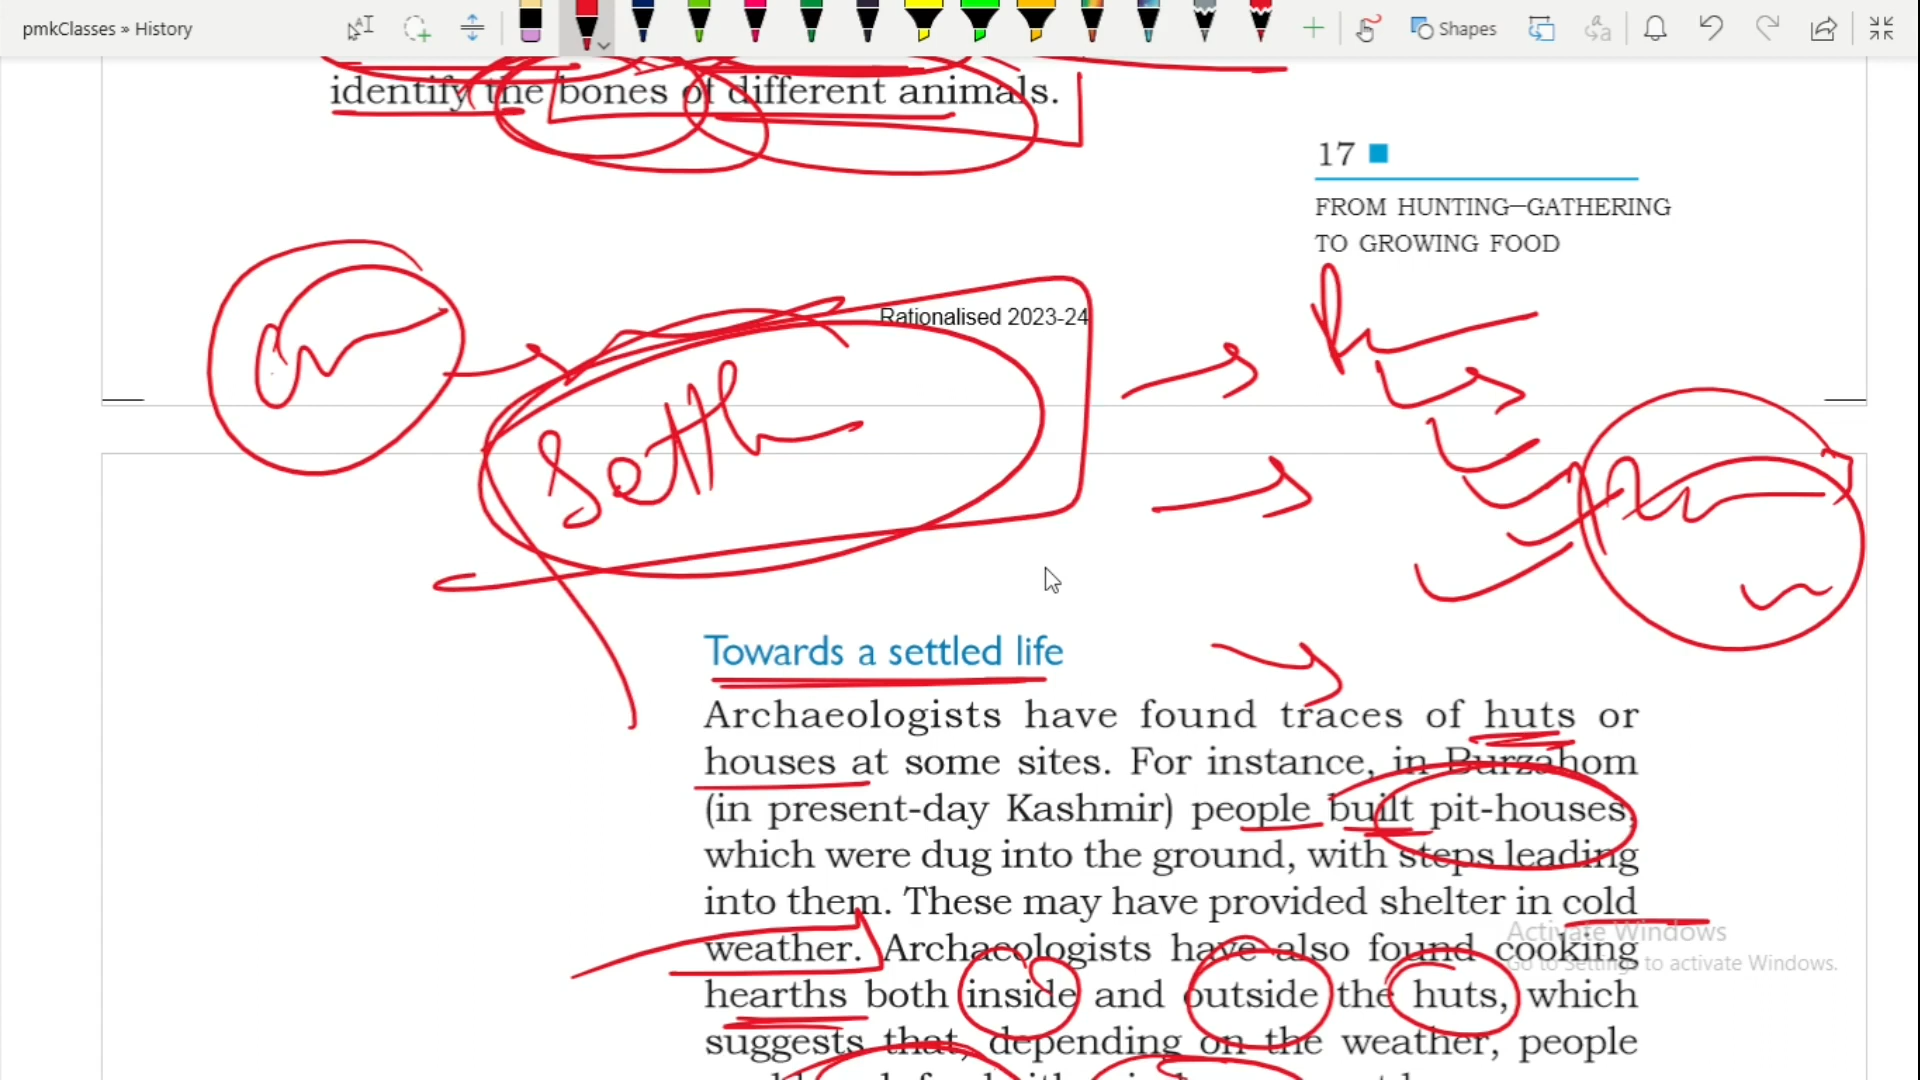 pmkClasses » History
Shapes
identify the bones of different animals.
17
FROM HUNTING—GATHERING
TO GROWING FOOD
Rationalised 2023-24
Settl
Towards a settled life
Archaeologists have found traces of huts or
houses at some sites. For instance, in Burzahom
(in present-day Kashmir) people built pit-houses,
which were dug into the ground, with steps leading
into them. These may have provided shelter in cold
weather. Archaeologists have also found cooking
hearths both inside and outside the huts, which
suggests that, depending on the weather, people
Activate Windows
Go to Settings to activate Windows.